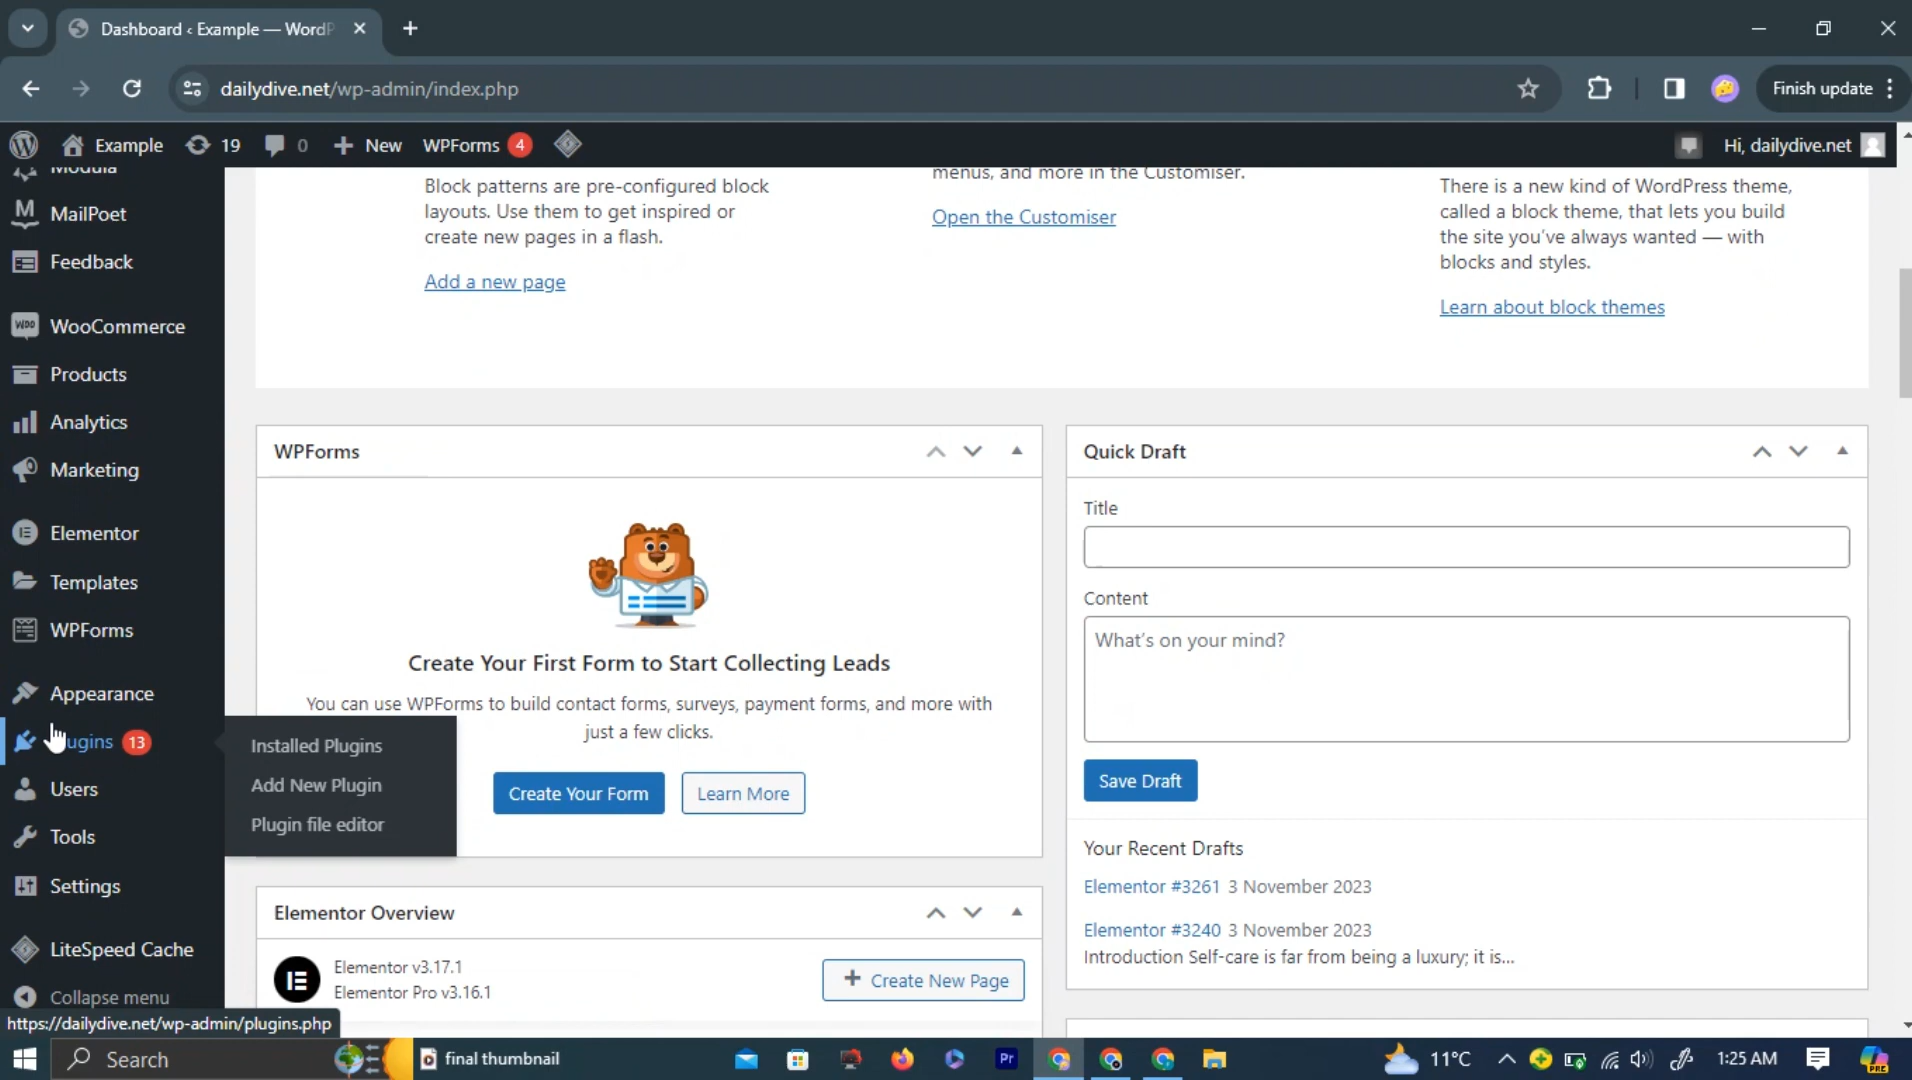 Dashboard ‹ Example — WordP
dailydive.net/wp-admin/index.php
Finish update
Example
19
0
New
WPForms 4
Hi, dailydive.net
Modula
MailPoet
Feedback
WooCommerce
Products
Analytics
Marketing
Elementor
Templates
WPForms
Appearance
Plugins 13
Users
Tools
Settings
LiteSpeed Cache
Collapse menu
https://dailydive.net/wp-admin/plugins.php
Installed Plugins
Add New Plugin
Plugin file editor
Block patterns are pre-configured block
layouts. Use them to get inspired or
create new pages in a flash.
Add a new page
menus, and more in the Customiser.
Open the Customiser
There is a new kind of WordPress theme,
called a block theme, that lets you build
the site you’ve always wanted — with
blocks and styles.
Learn about block themes
WPForms
Create Your First Form to Start Collecting Leads
You can use WPForms to build contact forms, surveys, payment forms, and more with
just a few clicks.
Create Your Form
Learn More
Elementor Overview
Elementor v3.17.1
Elementor Pro v3.16.1
Create New Page
Quick Draft
Title
Content
What’s on your mind?
Save Draft
Your Recent Drafts
Elementor #3261 3 November 2023
Elementor #3240 3 November 2023
Introduction Self-care is far from being a luxury; it is…
Search
final thumbnail
Pr
11°C
1:25 AM